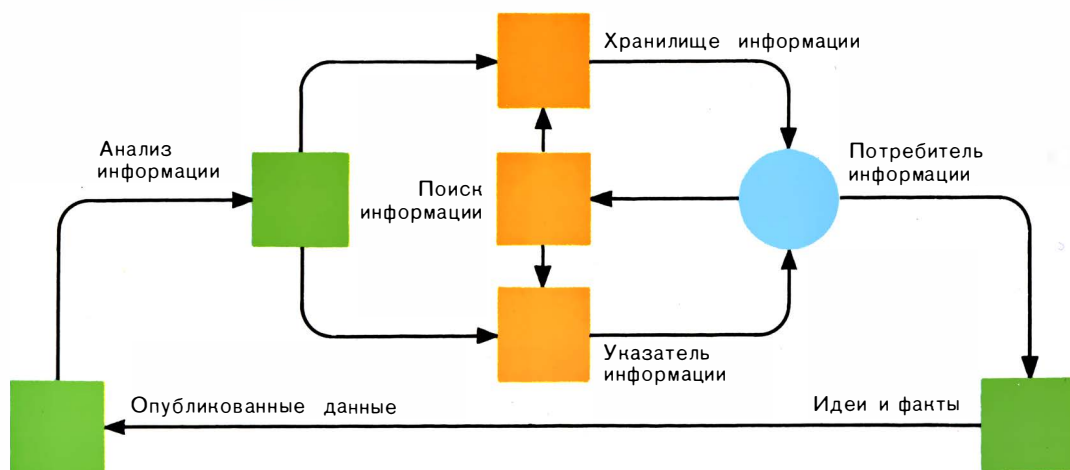 Хранилище информации
Анализ
информации
Поиск
информации
Потребитель
информации
Указатель
информации
Опубликованные данные
Идеи и факты